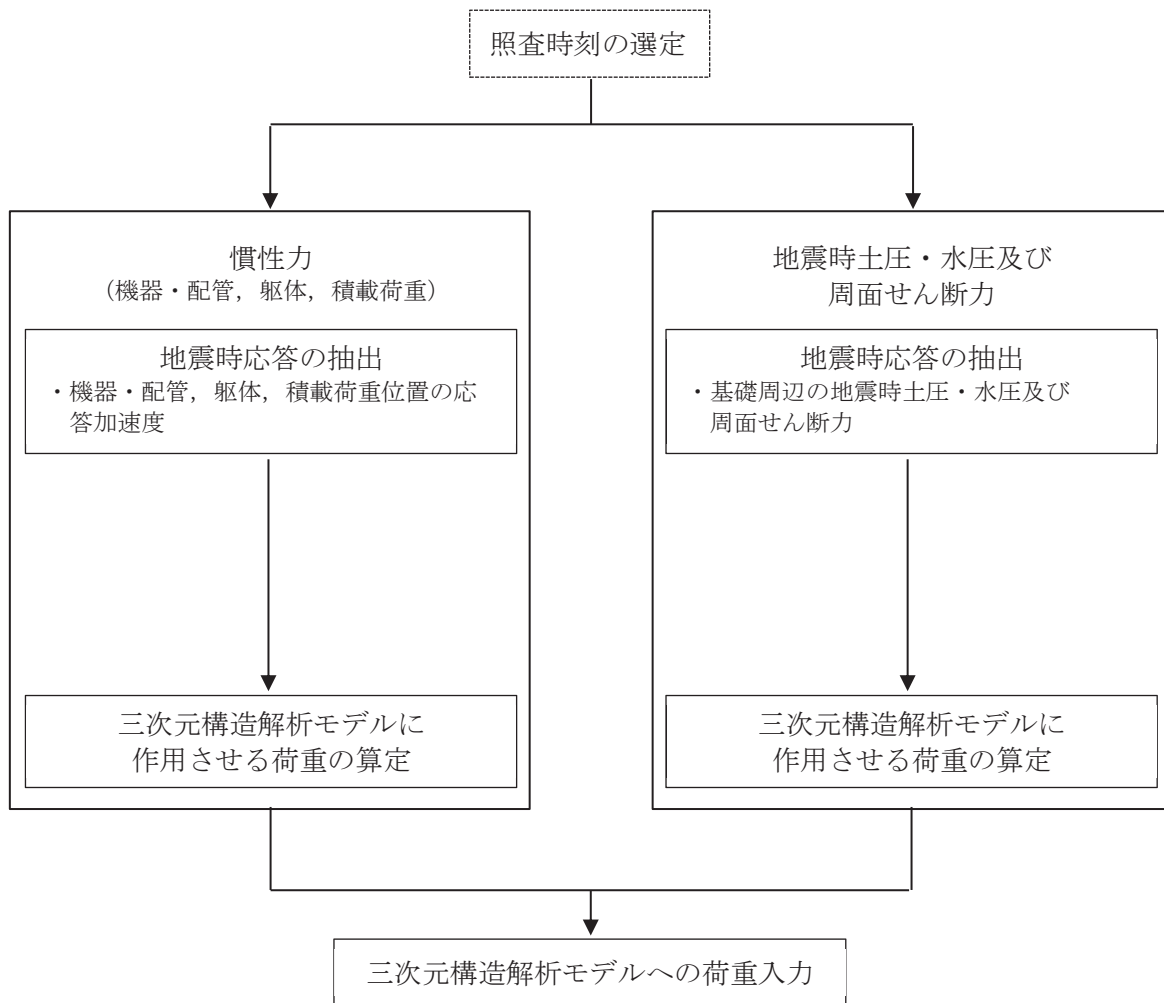 照査時刻の選定
慣性力
（機器・配管，躯体，積載荷重）
地震時応答の抽出
・機器・配管，躯体，積載荷重位置の応
答加速度
三次元構造解析モデルに
作用させる荷重の算定
地震時土圧・水圧及び
周面せん断力
地震時応答の抽出
・基礎周辺の地震時土圧・水圧及び
周面せん断力
三次元構造解析モデルに
作用させる荷重の算定
三次元構造解析モデルへの荷重入力